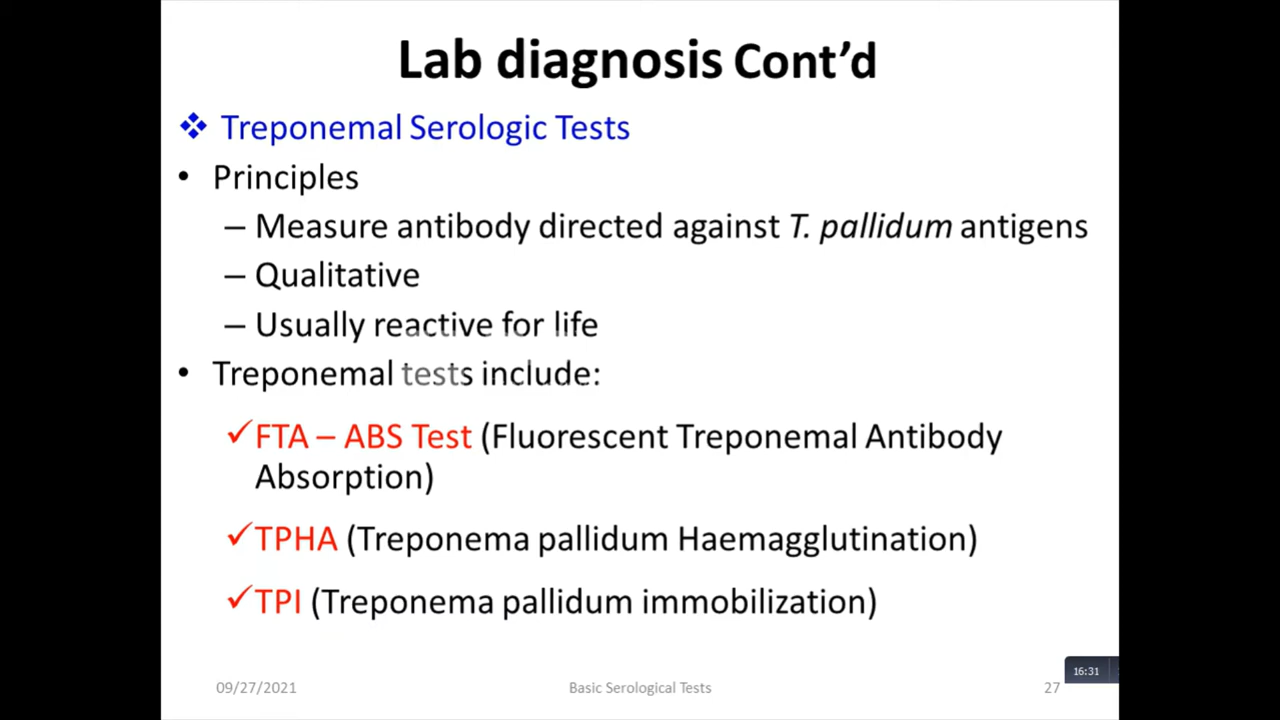 Lab diagnosis Cont’d
❖ Treponemal Serologic Tests
• Principles
– Measure antibody directed against T. pallidum antigens
– Qualitative
– Usually reactive for life
• Treponemal tests include:
✓FTA – ABS Test (Fluorescent Treponemal Antibody
Absorption)
✓TPHA (Treponema pallidum Haemagglutination)
✓TPI (Treponema pallidum immobilization)
16:31
09/27/2021 Basic Serological Tests 27